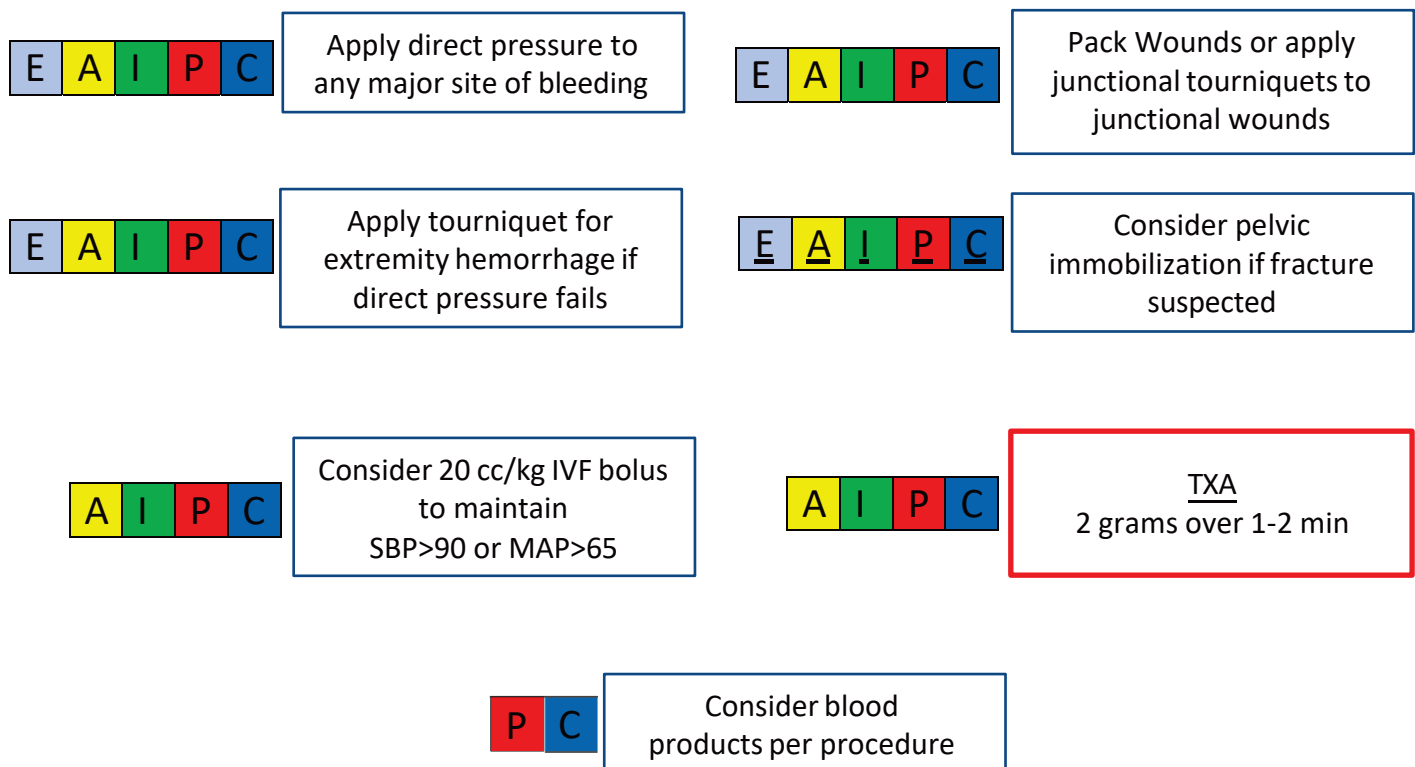 E A I P C
Apply direct pressure to
any major site of bleeding
E A I P C
Pack Wounds or apply
junctional tourniquets to
junctional wounds
E A I P C
Apply tourniquet for
extremity hemorrhage if
direct pressure fails
E A I P C
Consider pelvic
immobilization if fracture
suspected
A I P C
Consider 20 cc/kg IVF bolus
to maintain
SBP>90 or MAP>65
A I P C
TXA
2 grams over 1-2 min
P C
Consider blood
products per procedure